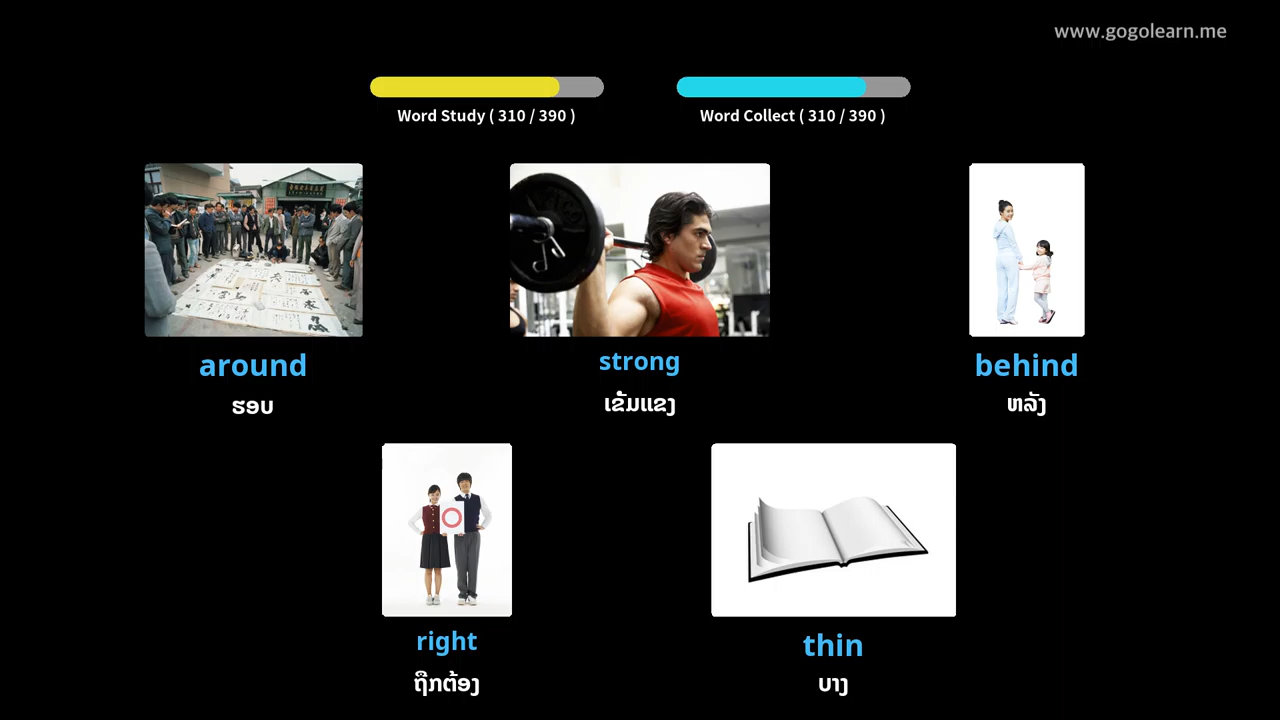 www.gogolearn.me
Word Study ( 310 / 390 )
Word Collect ( 310 / 390 )
around
ຮອບ
strong
ເຂັ້ມແຂງ
behind
ຫລັງ
right
ຖືກຕ້ອງ
thin
ບາງ